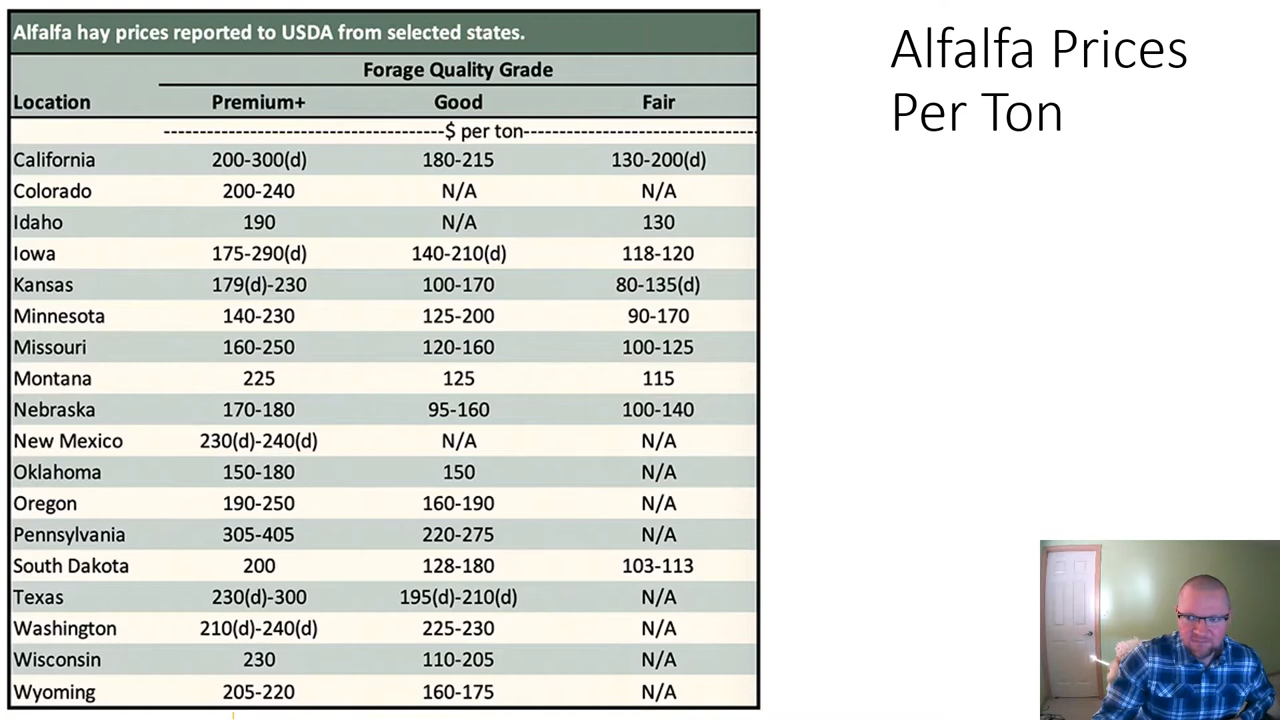 Alfalfa hay prices reported to USDA from selected states.
Forage Quality Grade
Location Premium+ Good Fair
--------------------------------------------$ per ton------------------------------------
California 200-300(d) 180-215 130-200(d)
Colorado 200-240 N/A N/A
Idaho 190 N/A 130
Iowa 175-290(d) 140-210(d) 118-120
Kansas 179(d)-230 100-170 80-135(d)
Minnesota 140-230 125-200 90-170
Missouri 160-250 120-160 100-125
Montana 225 125 115
Nebraska 170-180 95-160 100-140
New Mexico 230(d)-240(d) N/A N/A
Oklahoma 150-180 150 N/A
Oregon 190-250 160-190 N/A
Pennsylvania 305-405 220-275 N/A
South Dakota 200 128-180 103-113
Texas 230(d)-300 195(d)-210(d) N/A
Washington 210(d)-240(d) 225-230 N/A
Wisconsin 230 110-205 N/A
Wyoming 205-220 160-175 N/A
Alfalfa Prices
Per Ton